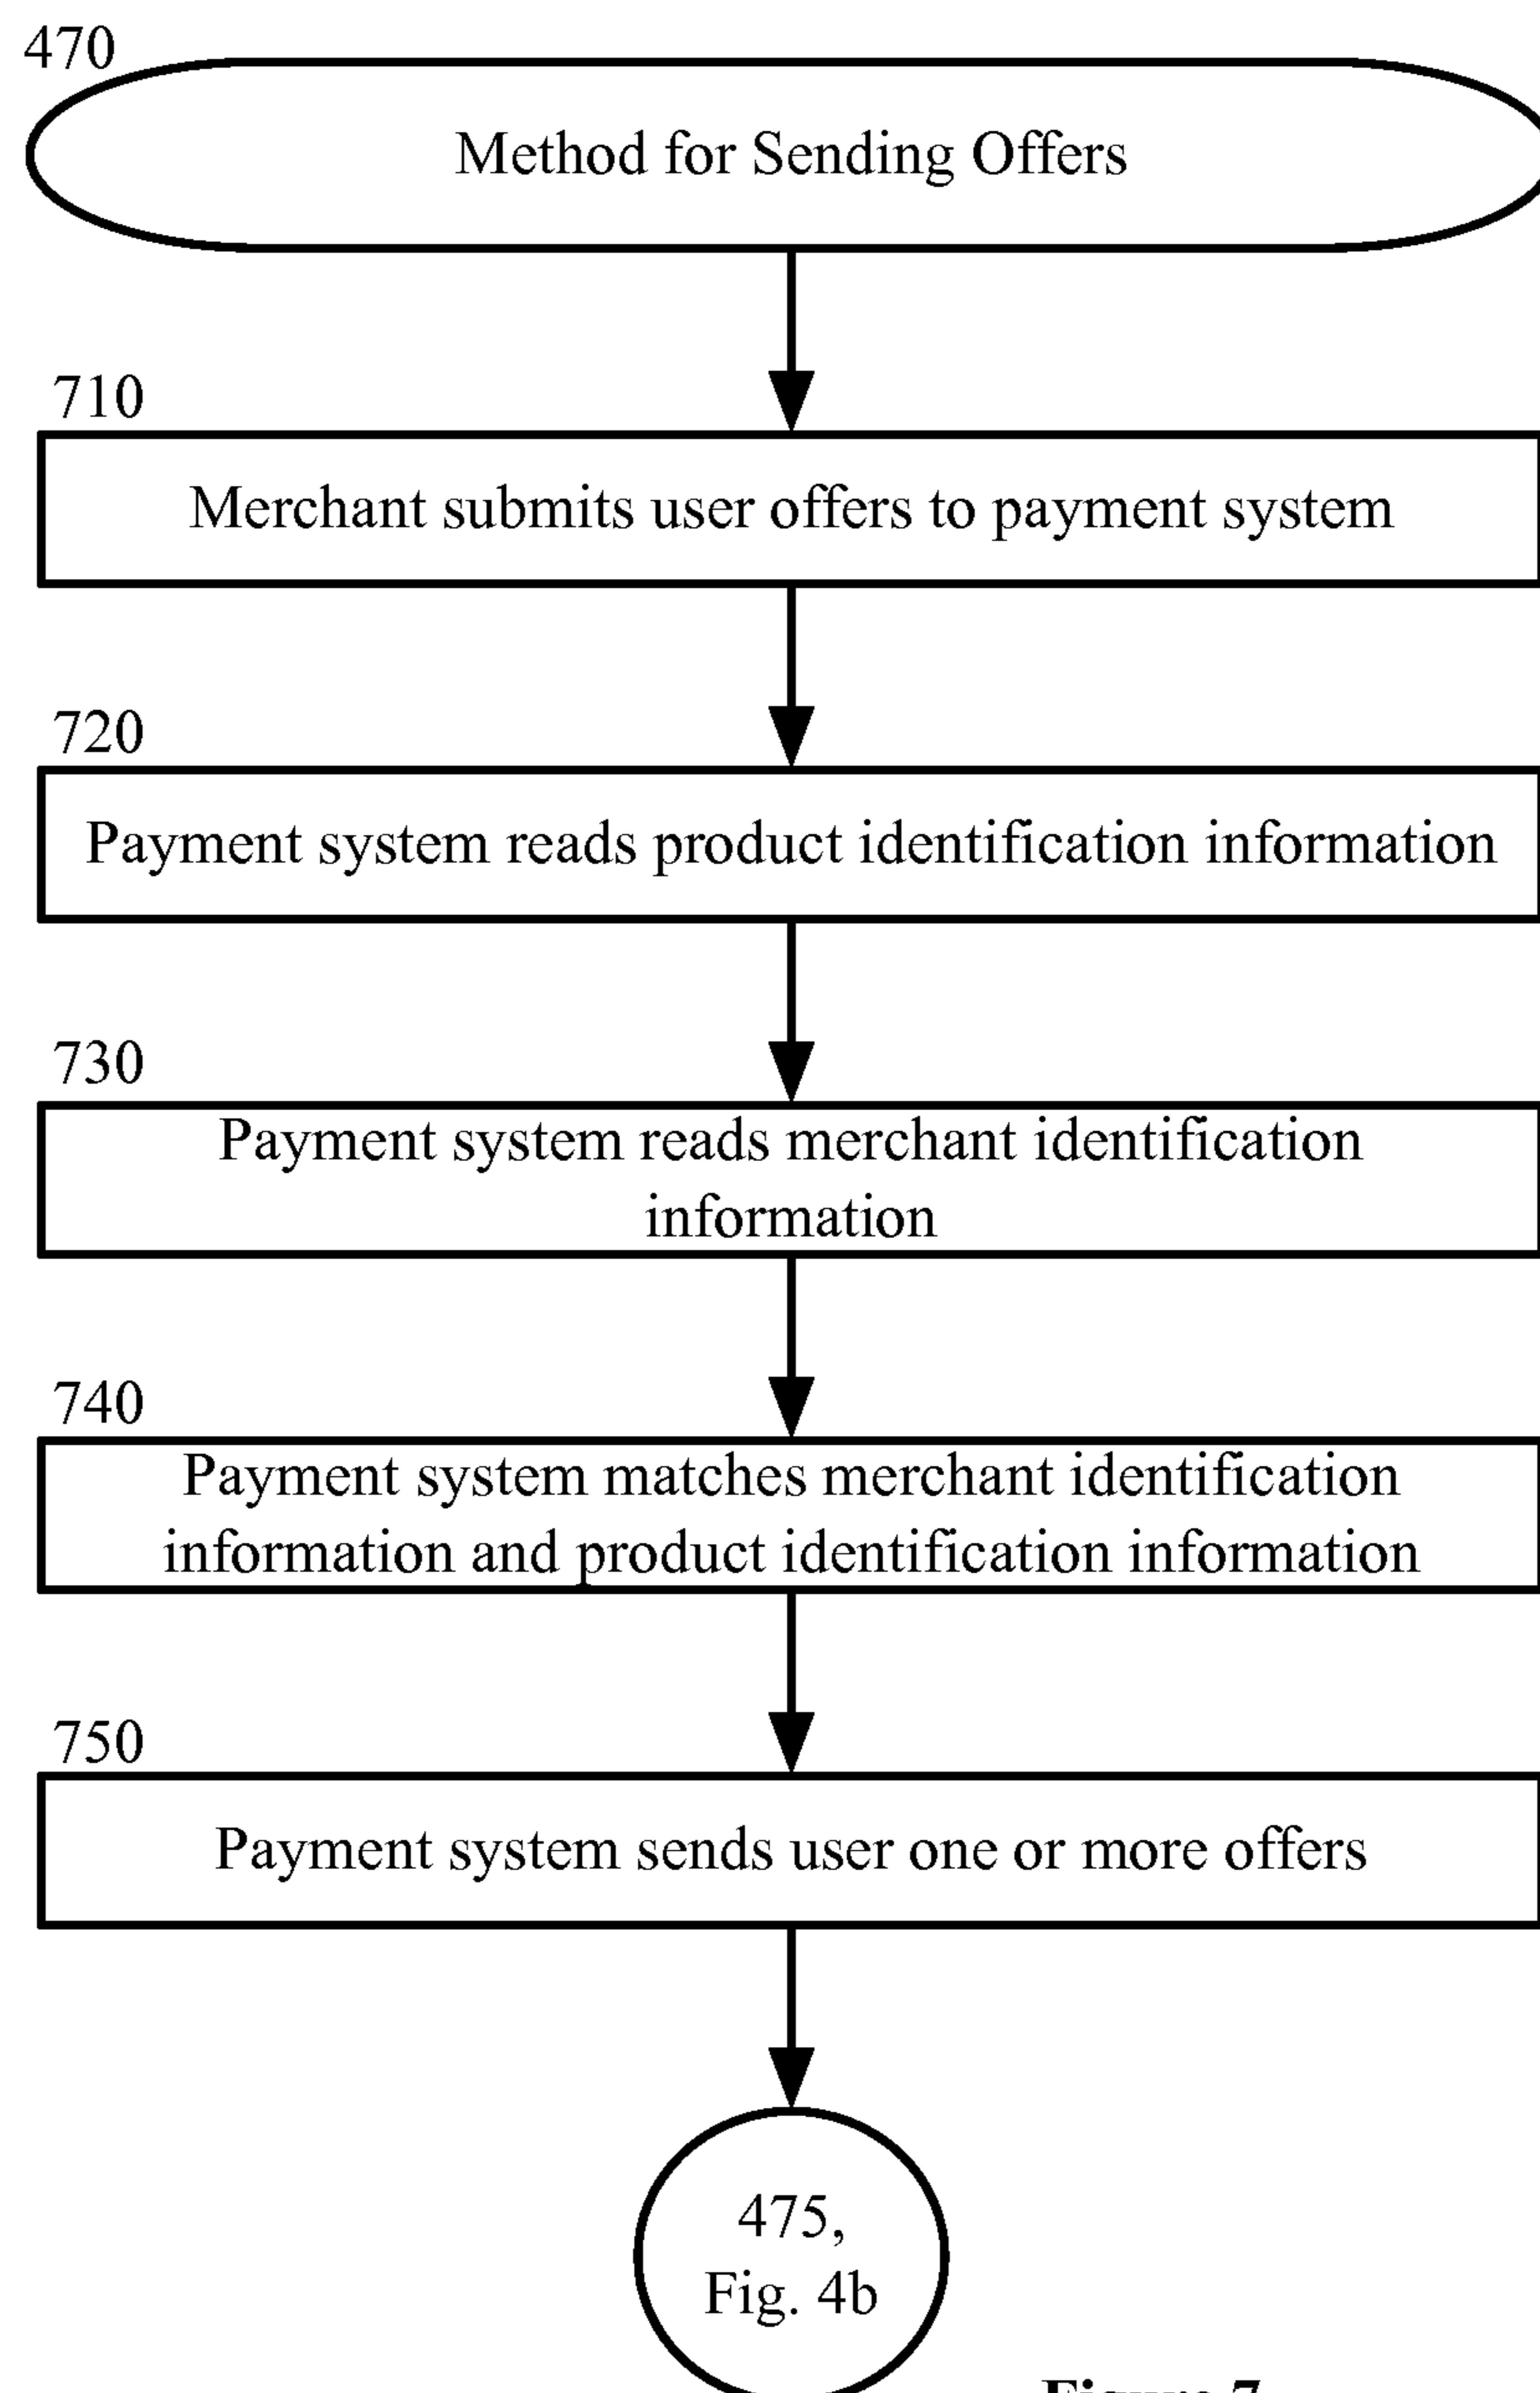 470
Method for Sending Offers
710
Merchant submits user offers to payment system
720
Payment system reads product identification information
730
Payment system reads merchant identification
information
740
Payment system matches merchant identification
information and product identification information
750
Payment system sends user one or more offers
475,
Fig. 4b
Figure 7